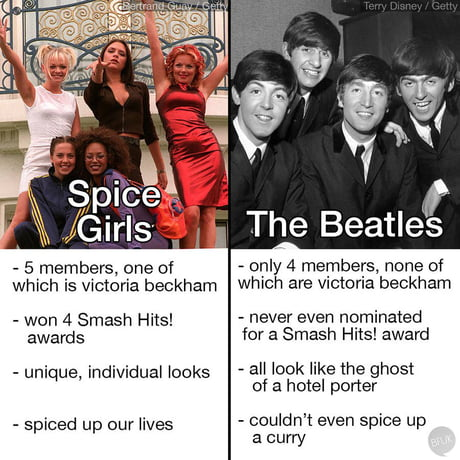 Bertrand Guay / Getty
Terry Disney / Getty
Spice
Girls
The Beatles
- 5 members, one of
which is victoria beckham
- won 4 Smash Hits!
awards
- unique, individual looks
- spiced up our lives
- only 4 members, none of
which are victoria beckham
- never even nominated
for a Smash Hits! award
- all look like the ghost
of a hotel porter
- couldn't even spice up
a curry
BFUK